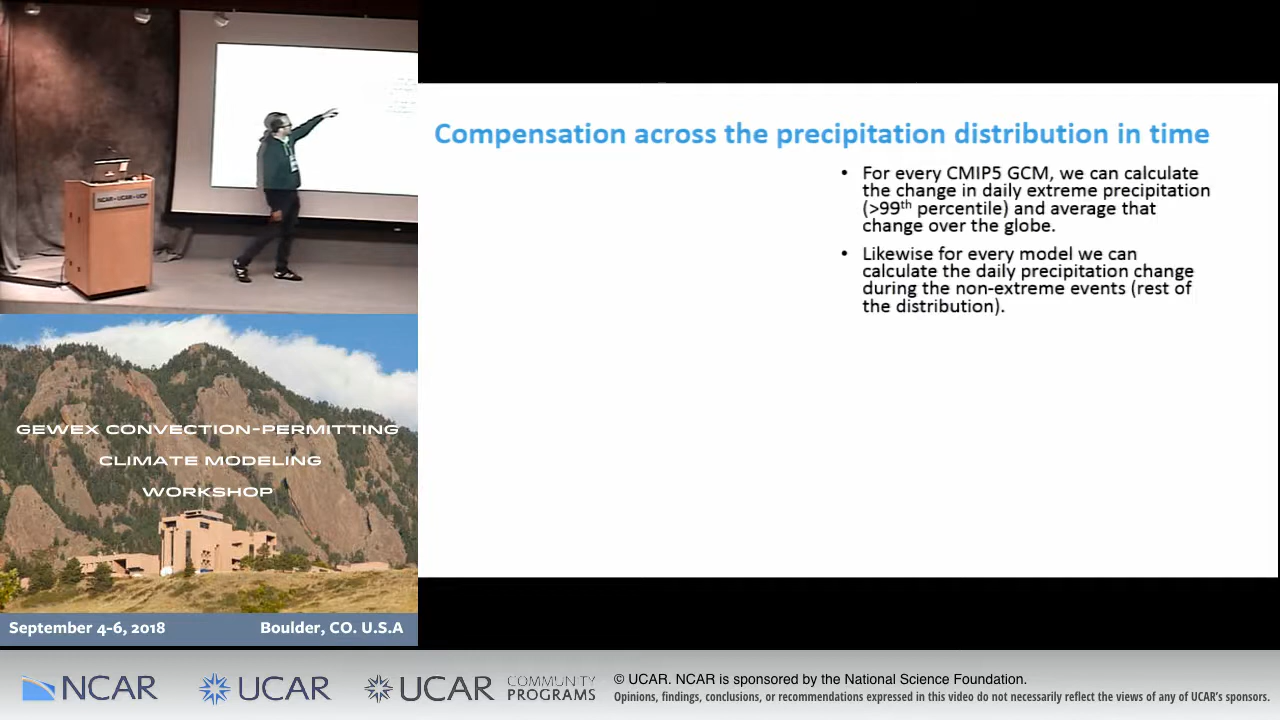 Compensation across the precipitation distribution in time
• For every CMIP5 GCM, we can calculate
the change in daily extreme precipitation
(>99th percentile) and average that
change over the globe.
• Likewise for every model we can
calculate the daily precipitation change
during the non-extreme events (rest of
the distribution).
NCAR-UCAR-UCP
GEWEX CONVECTION-PERMITTING
CLIMATE MODELING
WORKSHOP
September 4-6, 2018
Boulder, CO. U.S.A
NCAR
UCAR
UCAR
COMMUNITY
PROGRAMS
© UCAR. NCAR is sponsored by the National Science Foundation.
Opinions, findings, conclusions, or recommendations expressed in this video do not necessarily reflect the views of any of UCAR's sponsors.